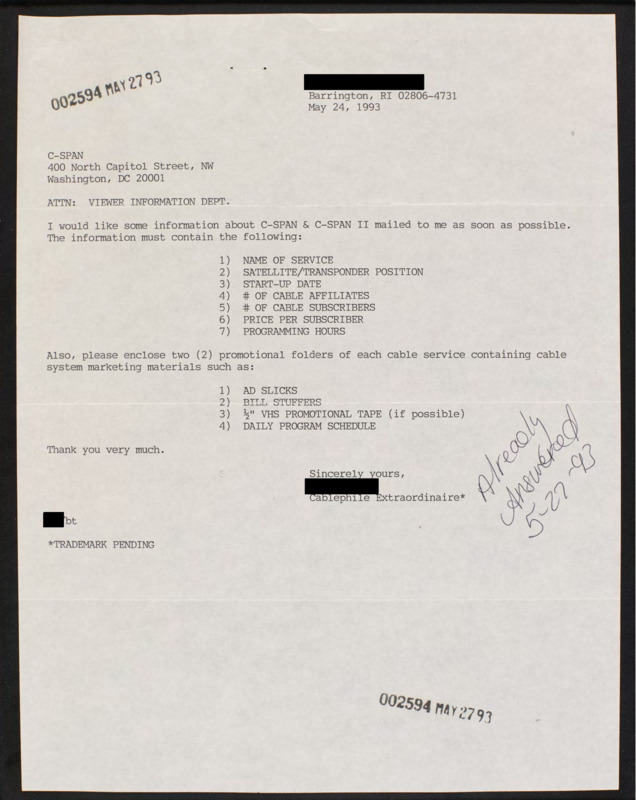 002594 MAY 27 93
Barrington, RI 02806-4731
May 24, 1993
C-SPAN
400 North Capitol Street, NW
Washington, DC 20001
ATTN: VIEWER INFORMATION DEPT.
I would like some information about C-SPAN & C-SPAN II mailed to me as soon as possible.
The information must contain the following:
1) NAME OF SERVICE
2) SATELLITE/TRANSPONDER POSITION
3) START-UP DATE
4) # OF CABLE AFFILIATES
5) # OF CABLE SUBSCRIBERS
6) PRICE PER SUBSCRIBER
7) PROGRAMMING HOURS
Also, please enclose two (2) promotional folders of each cable service containing cable
system marketing materials such as:
1) AD SLICKS
2) BILL STUFFERS
3) ½" VHS PROMOTIONAL TAPE (if possible)
4) DAILY PROGRAM SCHEDULE
Thank you very much.
Sincerely yours,
Cablephile Extraordinaire*
bt
*TRADEMARK PENDING
Already
Answered
5-27-93
002594 MAY 27 93